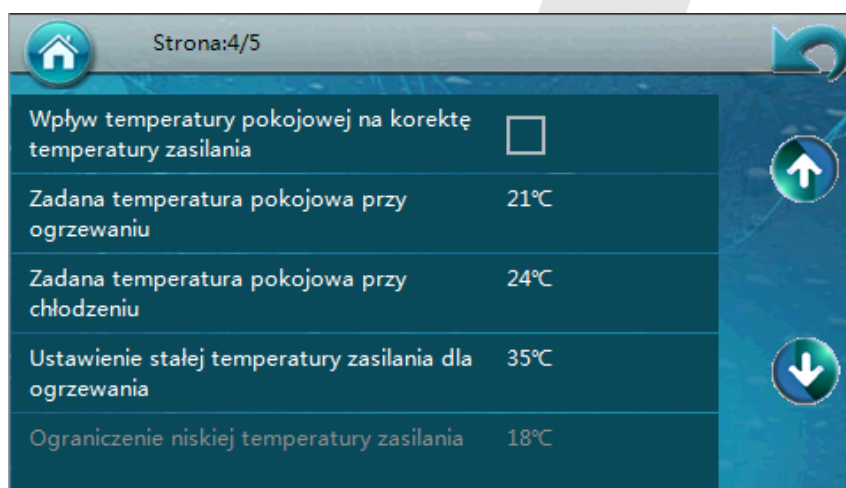 Strona:4/5
Wpływ temperatury pokojowej na korektę
temperatury zasilania
Zadana temperatura pokojowa przy 21℃
ogrzewaniu
Zadana temperatura pokojowa przy 24℃
chłodzeniu
Ustawienie stałej temperatury zasilania dla 35℃
ogrzewania
Ograniczenie niskiej temperatury zasilania 18℃